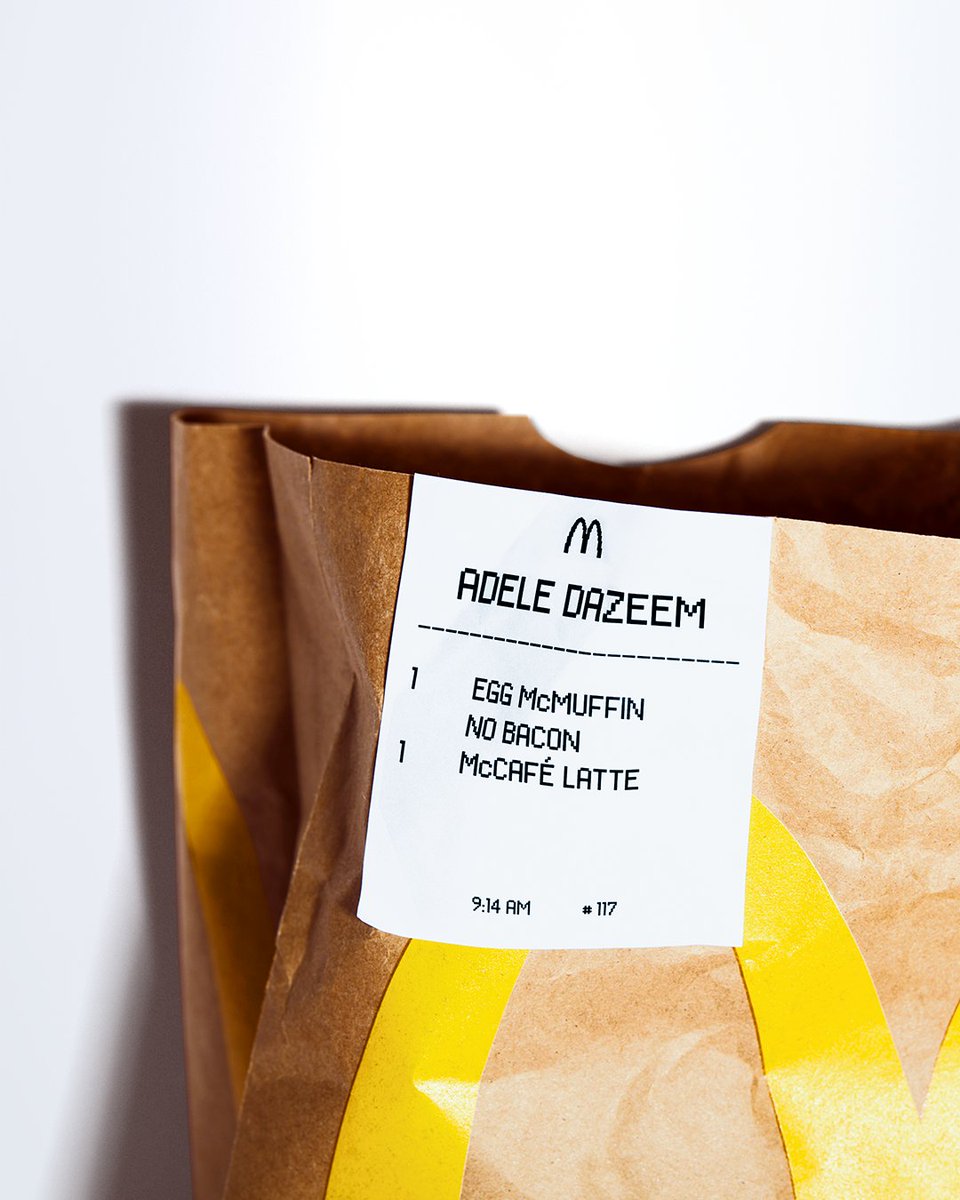 ADELE DAZEEM
1 EGG McMUFFIN
NO BACON
1 McCAFÉ LATTE
9:14 AM # 117